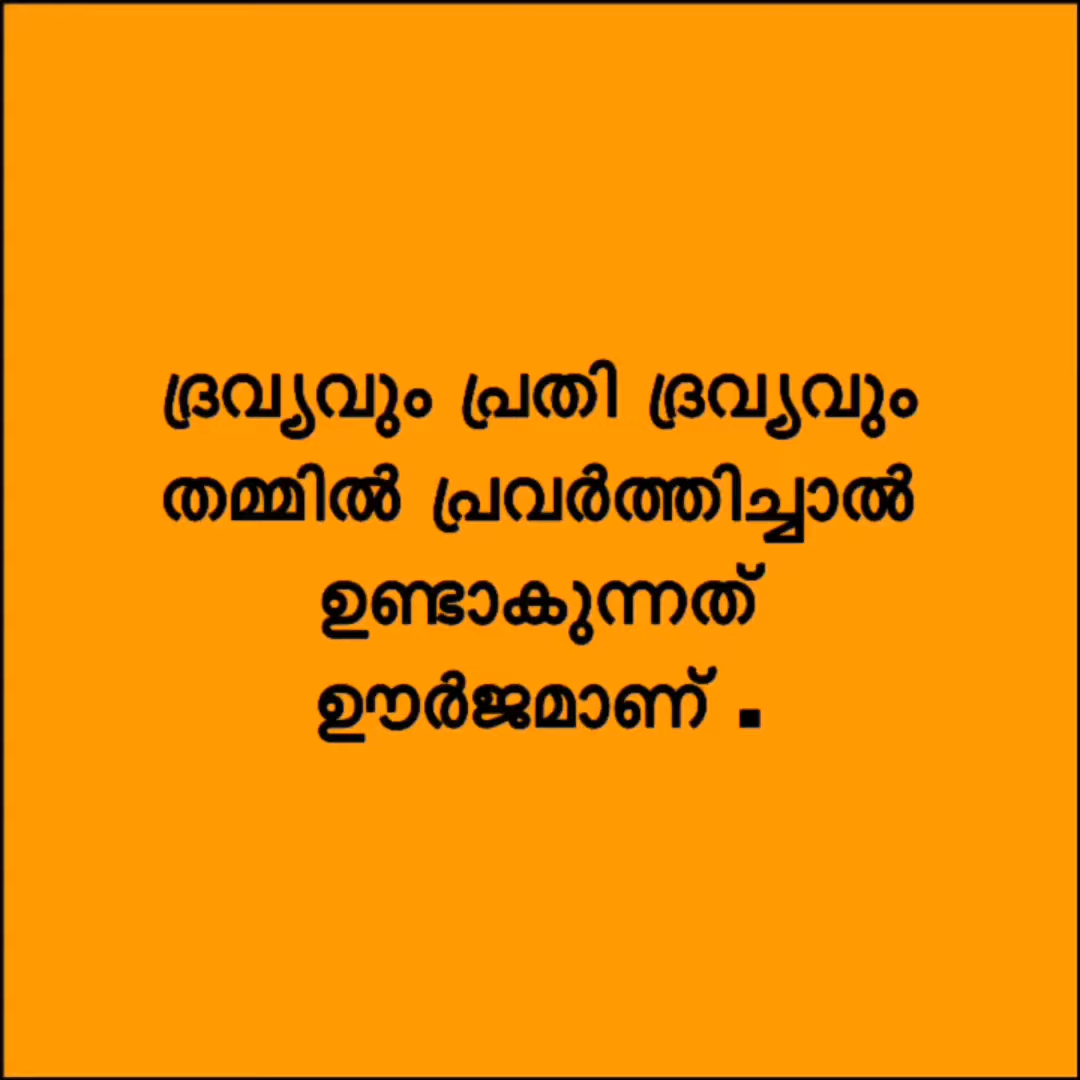 ദ്രവ്യവും പ്രതി ദ്രവ്യവും
തമ്മിൽ പ്രവർത്തിച്ചാൽ
ഉണ്ടാകുന്നത്
ഊർജമാണ് .